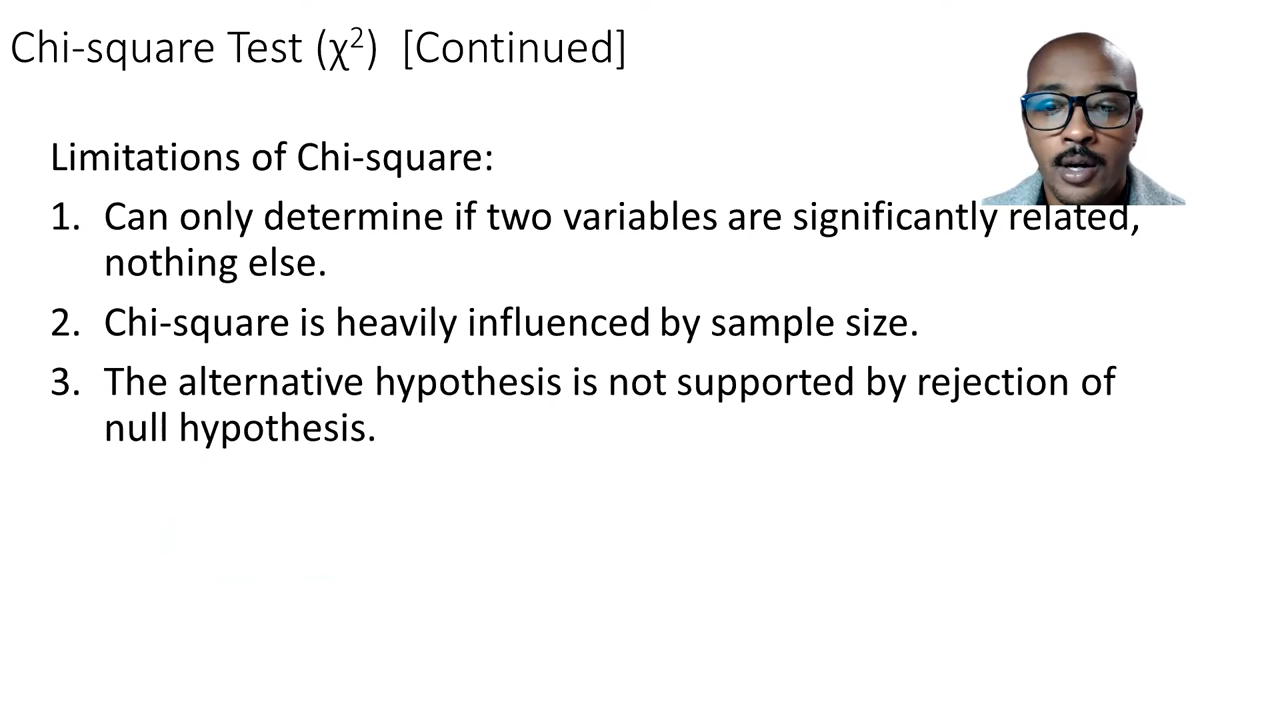 Chi-square Test (χ²) [Continued]
Limitations of Chi-square:
1. Can only determine if two variables are significantly related,
nothing else.
2. Chi-square is heavily influenced by sample size.
3. The alternative hypothesis is not supported by rejection of
null hypothesis.